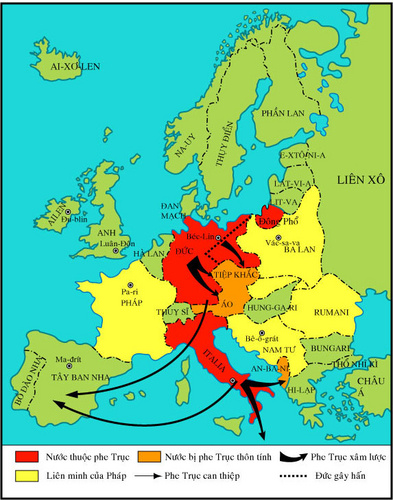 AI-XƠ-LEN
NA-UY
THỤY ĐIỂN
PHẦN LAN
E-XTÔ-NI-A
LÁT-VI-A
LIT-VA
LIÊN XÔ
AILEN
Đu-blin
ANH
Luân-Đôn
ĐAN MẠCH
HÀ LAN
Béc-Lin
ĐỨC
Đông Phổ
Vác-sa-va
BA LAN
TIỆP KHẮC
Pa-ri
PHÁP
THỤY SĨ
ÁO
HUNG-GA-RI
RUMANI
Bê-ô-grát
NAM TƯ
BUNGARI
BỒ ĐÀO NHA
Ma-đrít
TÂY BAN NHA
ITALIA
AN-BA-NI
HI-LẠP
THỔ NHĨ KÌ
CHÂU
Á
Nước thuộc phe Trục
Nước bị phe Trục thôn tính
Phe Trục xâm lược
Liên minh của Pháp
Phe Trục can thiệp
Đức gây hấn